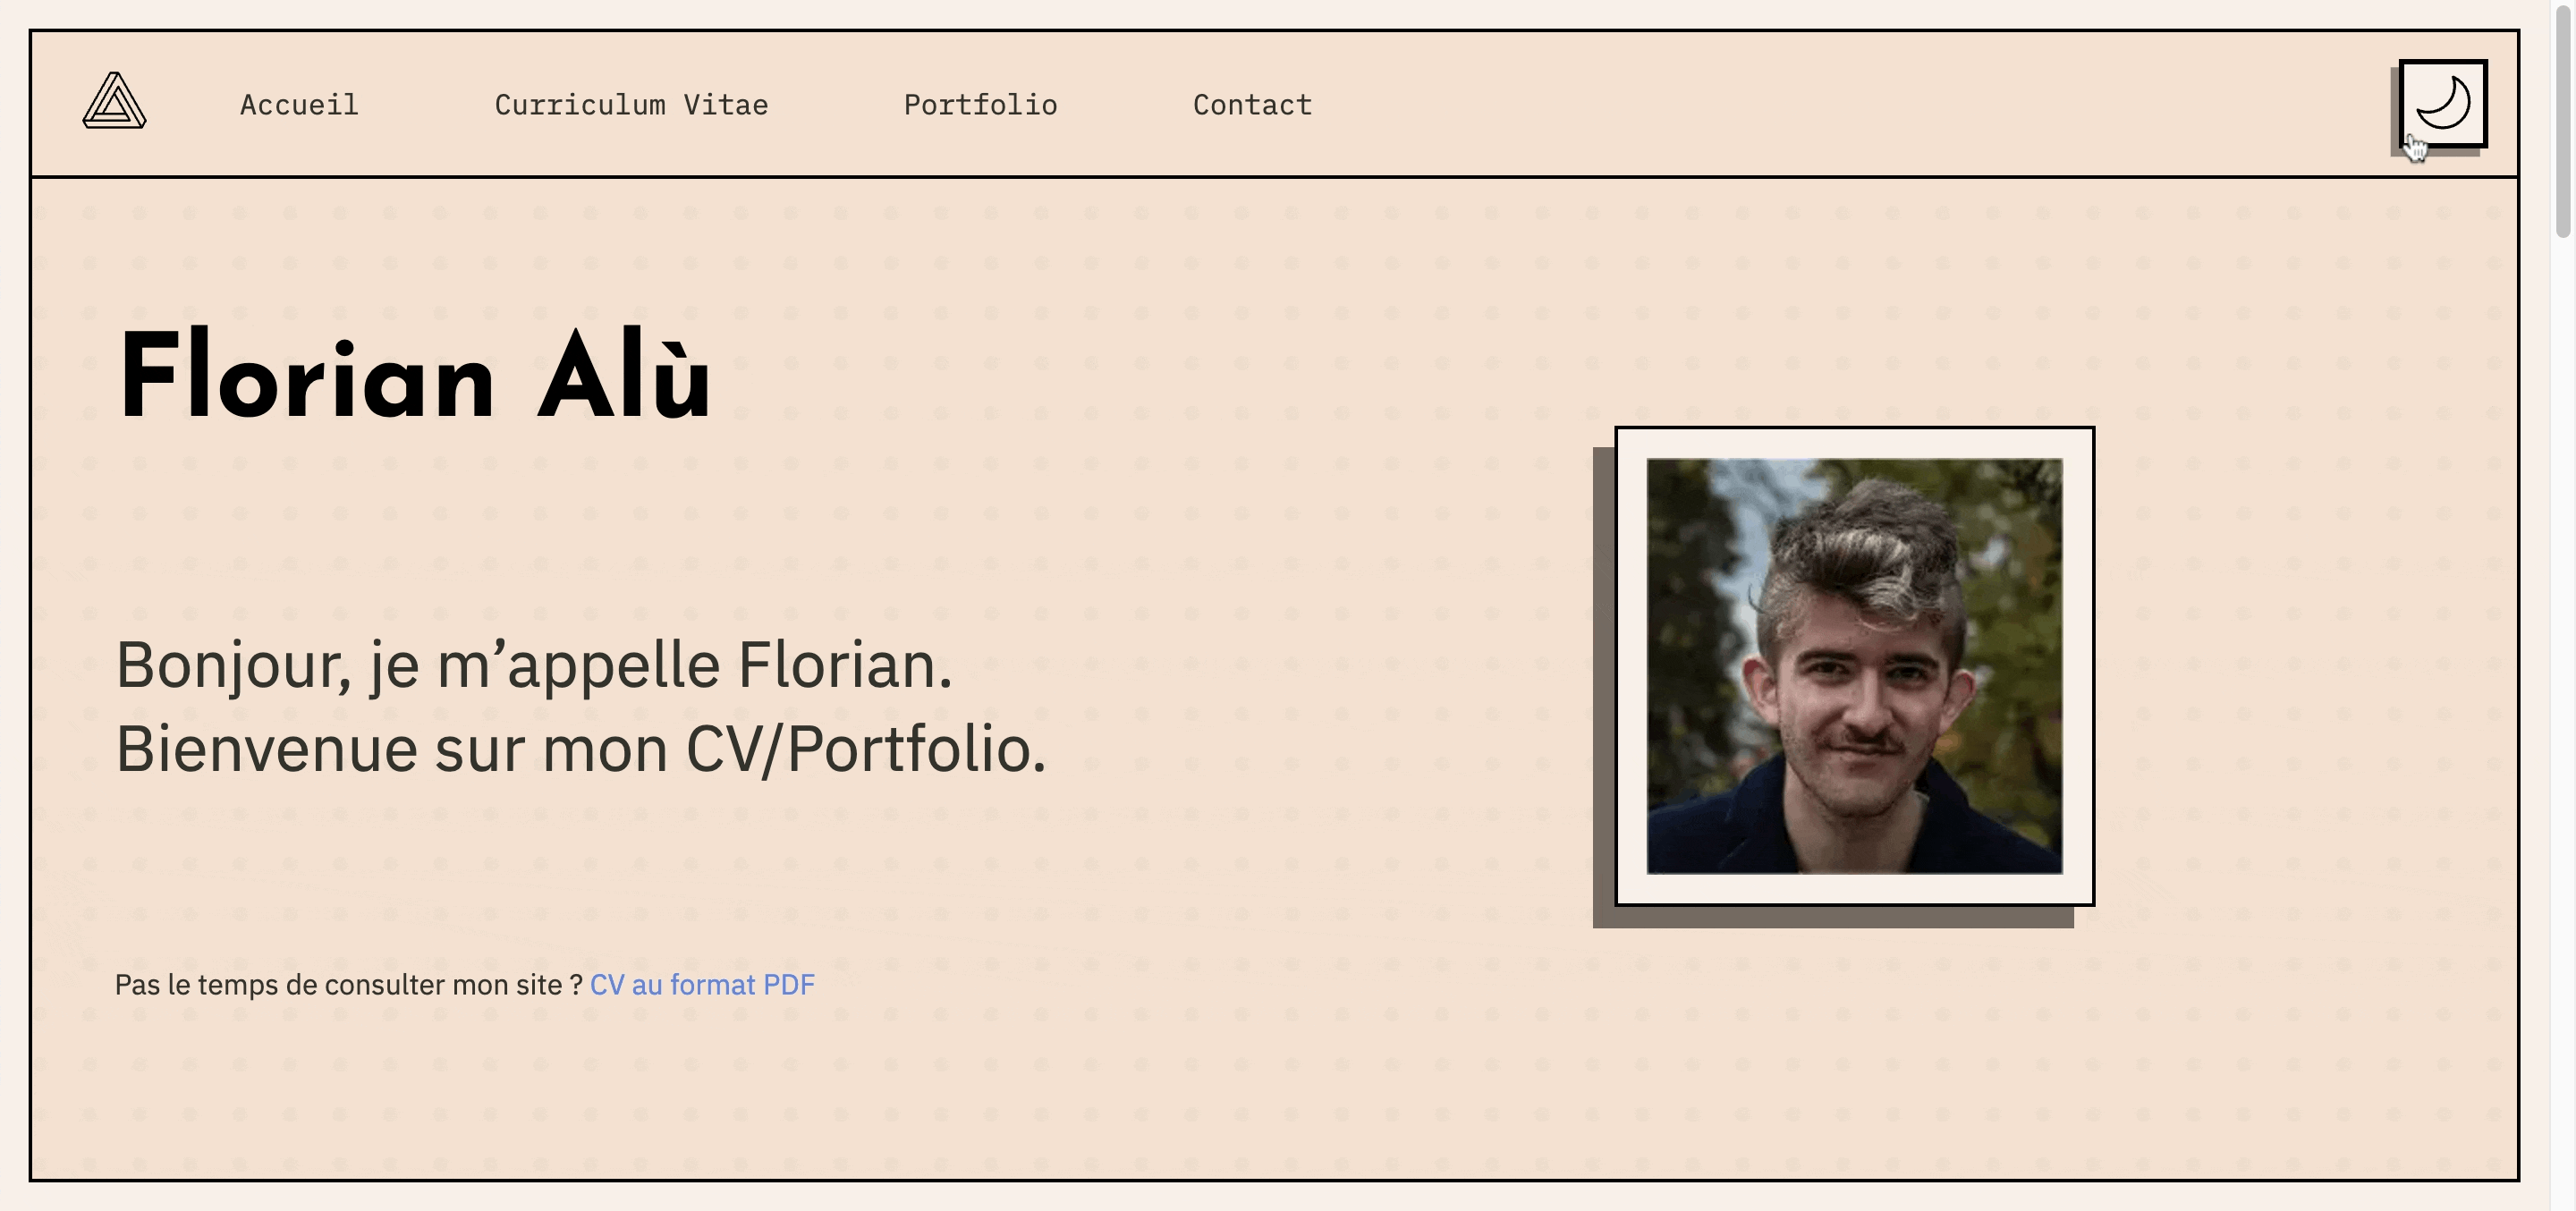 Accueil
Curriculum Vitae
Portfolio
Contact
Florian Alù
Bonjour, je m’appelle Florian.
Bienvenue sur mon CV/Portfolio.
Pas le temps de consulter mon site ? CV au format PDF